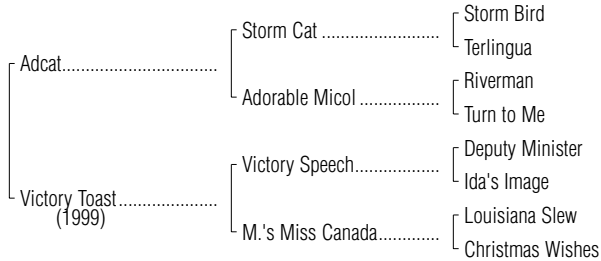 Storm Bird
Storm Cat ........................
Terlingua
Adcat................................
Riverman
Adorable Micol ................
Turn to Me
Deputy Minister
Victory Speech.................
Ida's Image
Victory Toast....................
(1999)
Louisiana Slew
M.'s Miss Canada.............
Christmas Wishes